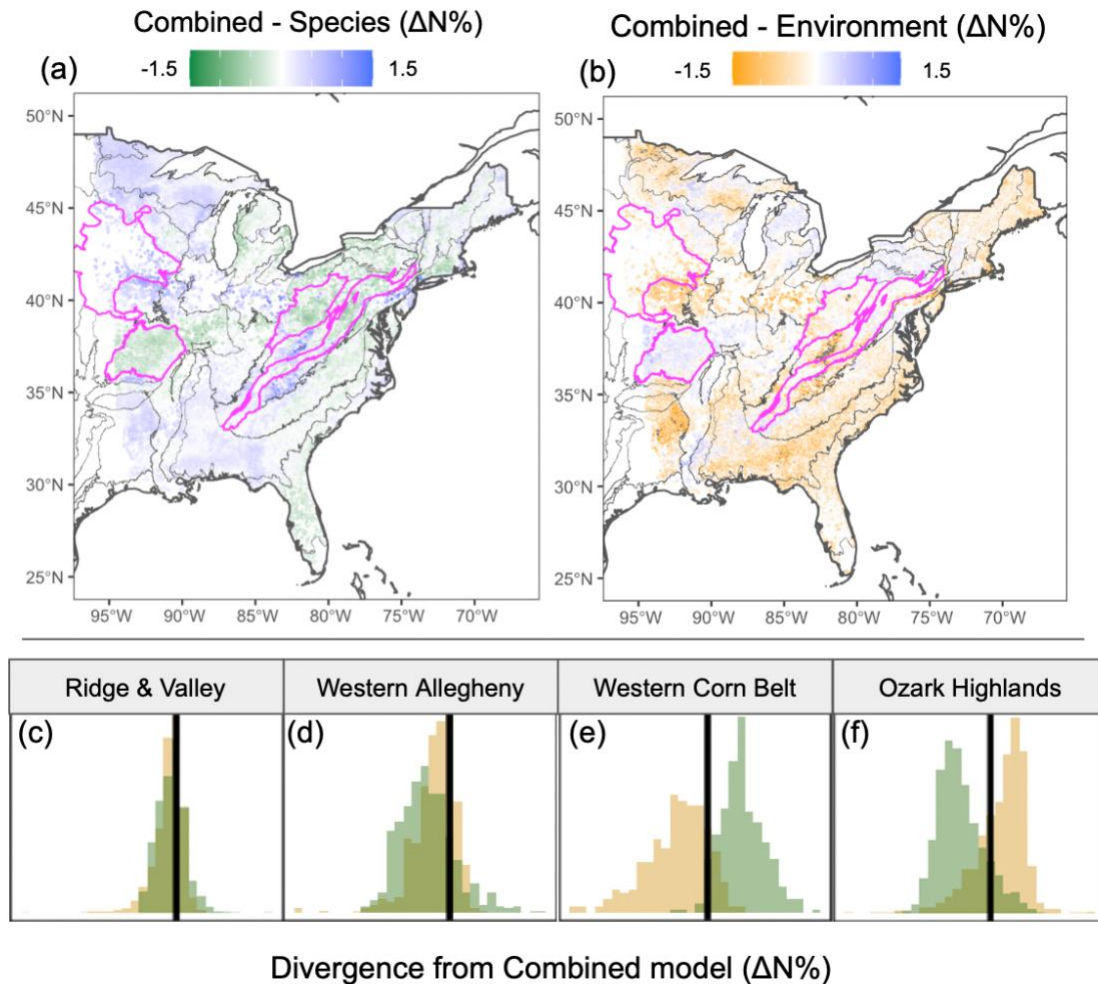 Combined - Species (ΔN%)
Combined - Environment (ΔN%)
(a)
-1.5
1.5
(b)
-1.5
1.5
50°N
45°N
40°N
35°N
30°N
25°N
95°W 90°W 85°W 80°W 75°W 70°W
50°N
45°N
40°N
35°N
30°N
25°N
95°W 90°W 85°W 80°W 75°W 70°W
Ridge & Valley
Western Allegheny
Western Corn Belt
Ozark Highlands
(c)
(d)
(e)
(f)
Divergence from Combined model (ΔN%)